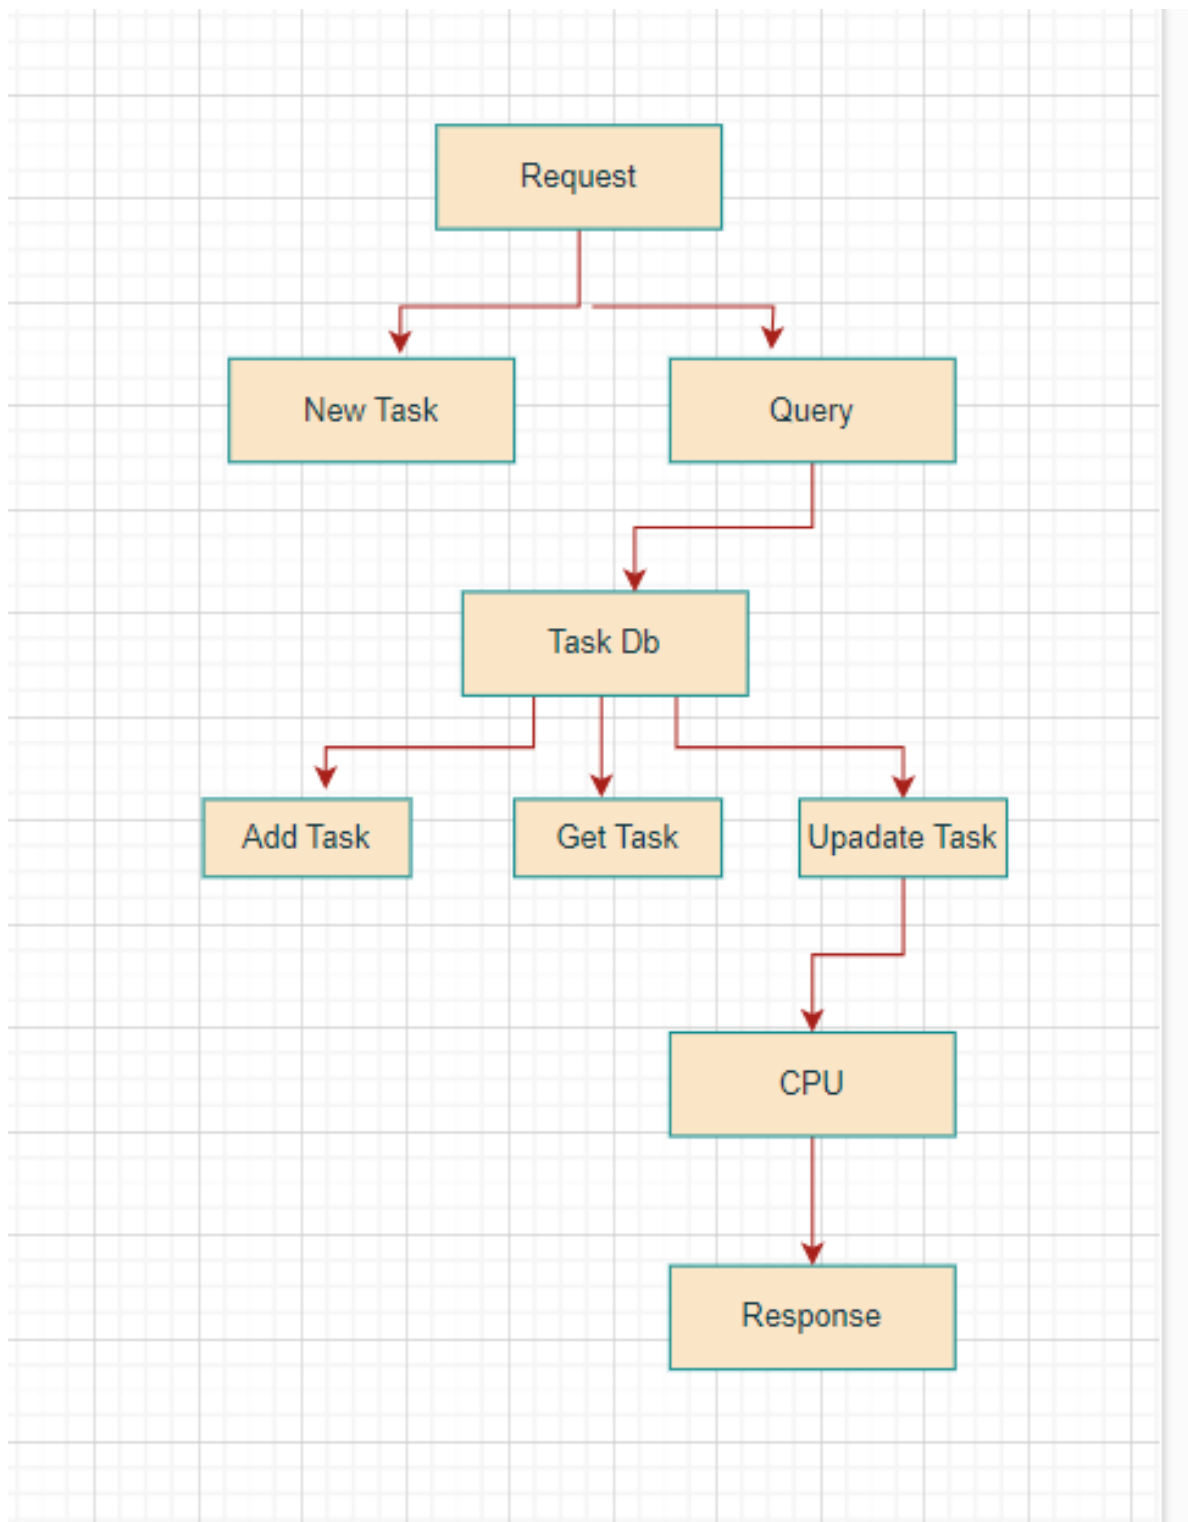 Request
New Task
Query
Task Db
Add Task
Get Task
Upadate Task
CPU
Response